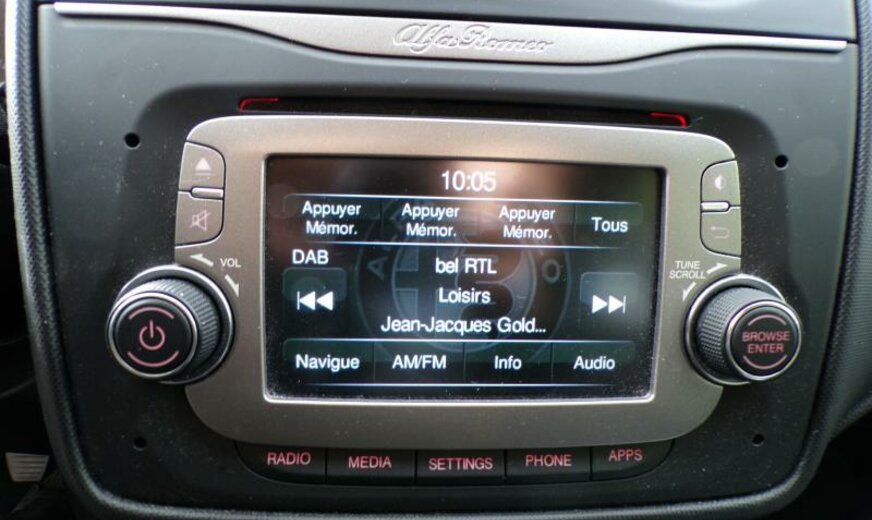 Alfa Romeo
10:05
Appuyer Mémor.
Appuyer Mémor.
Appuyer Mémor.
Tous
DAB
bel RTL
Loisirs
Jean-Jacques Gold...
Navigue AM/FM Info Audio
VOL
TUNE
SCROLL
BROWSE
ENTER
RADIO MEDIA SETTINGS PHONE APPS